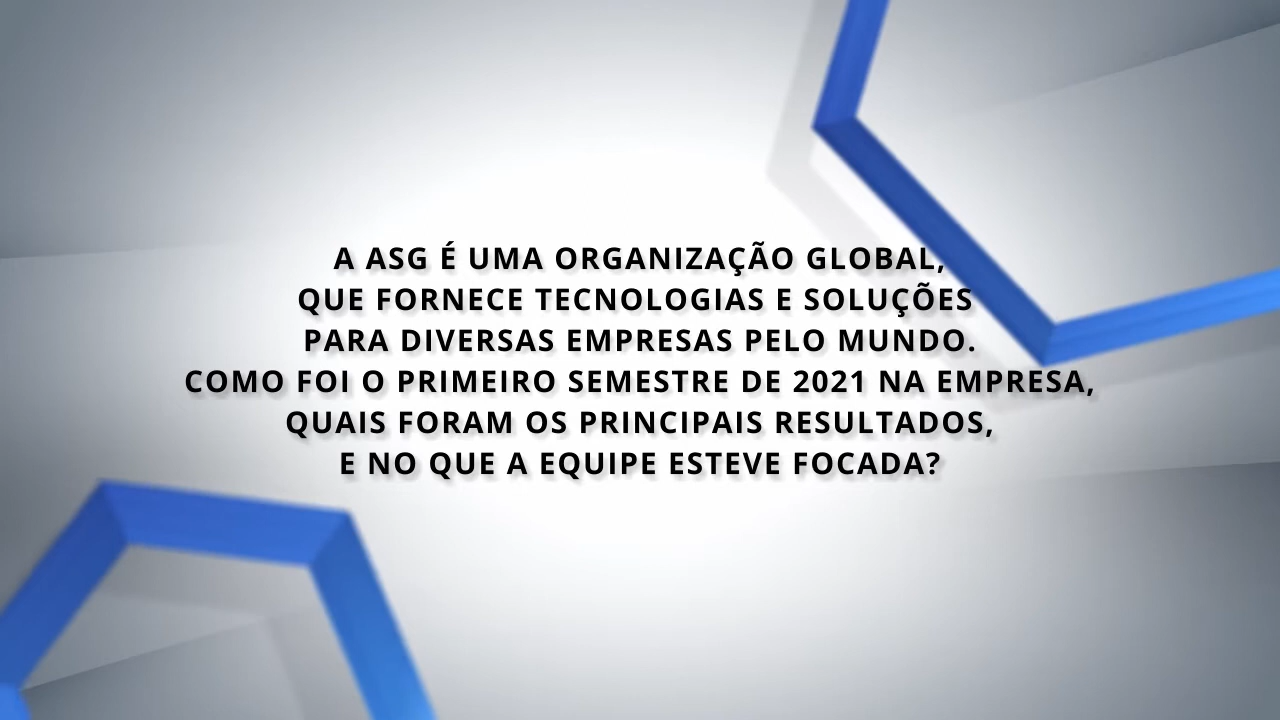 A ASG É UMA ORGANIZAÇÃO GLOBAL,
QUE FORNECE TECNOLOGIAS E SOLUÇÕES
PARA DIVERSAS EMPRESAS PELO MUNDO.
COMO FOI O PRIMEIRO SEMESTRE DE 2021 NA EMPRESA,
QUAIS FORAM OS PRINCIPAIS RESULTADOS,
E NO QUE A EQUIPE ESTEVE FOCADA?